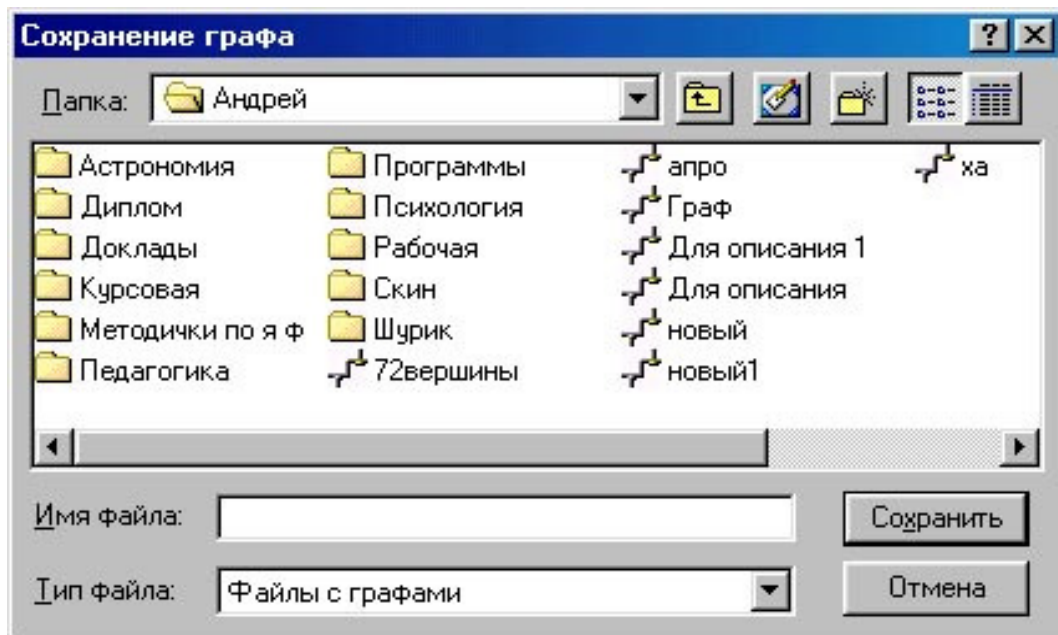 Сохранение графа
Папка: Андрей
Астрономия
Диплом
Доклады
Курсовая
Методички по я ф
Педагогика
Программы
Психология
Рабочая
Скин
Шурик
72вершины
апро
Граф
Для описания 1
Для описания
новый
новый1
ха
Имя файла:
Сохранить
Тип файла: Файлы с графами
Отмена